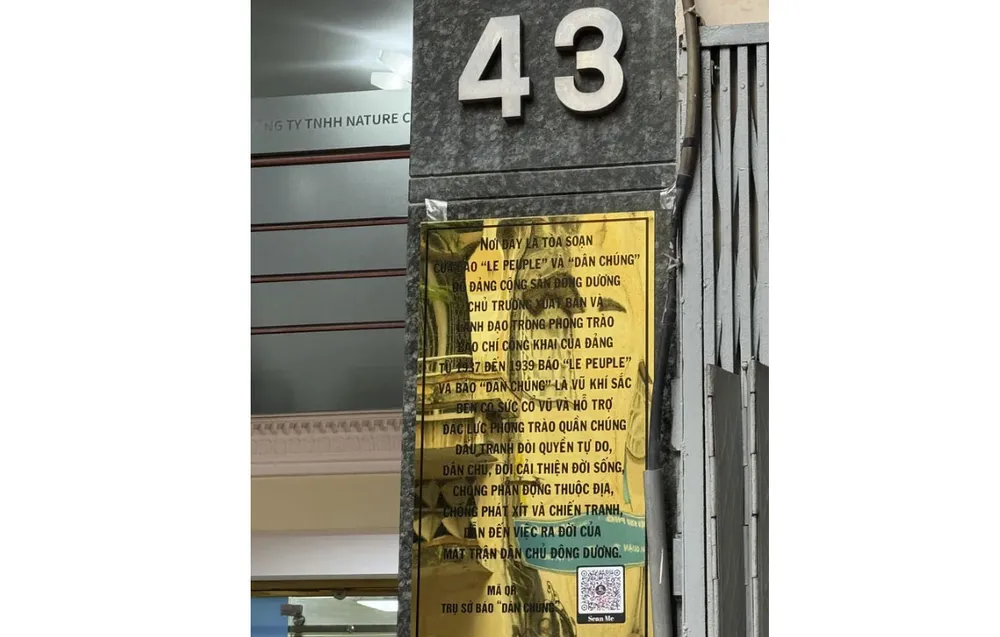 43
NG TY TNHH NATURE C
NƠI ĐÂY LÀ TÒA SOẠN
CỦA BÁO "LE PEUPLE" VÀ "DÂN CHÚNG"
DO ĐẢNG CỘNG SẢN ĐÔNG DƯƠNG
CHỦ TRƯƠNG XUẤT BẢN VÀ
LÃNH ĐẠO TRONG PHONG TRÀO
BÁO CHÍ CÔNG KHAI CỦA ĐẢNG
TỪ 1937 ĐẾN 1939 BÁO "LE PEUPLE"
VÀ BÁO "DÂN CHÚNG" LÀ VŨ KHÍ SẮC
BÉN CÓ SỨC CỔ VŨ VÀ HỖ TRỢ
ĐẮC LỰC PHONG TRÀO QUẦN CHÚNG
ĐẤU TRANH ĐÒI QUYỀN TỰ DO,
DÂN CHỦ, ĐÒI CẢI THIỆN ĐỜI SỐNG,
CHỐNG PHẢN ĐỘNG THUỘC ĐỊA,
CHỐNG PHÁT XÍT VÀ CHIẾN TRANH,
DẪN ĐẾN VIỆC RA ĐỜI CỦA
MẶT TRẬN DÂN CHỦ ĐÔNG DƯƠNG.
MÃ QR
TRỤ SỞ BÁO "DÂN CHÚNG"
Scan Me